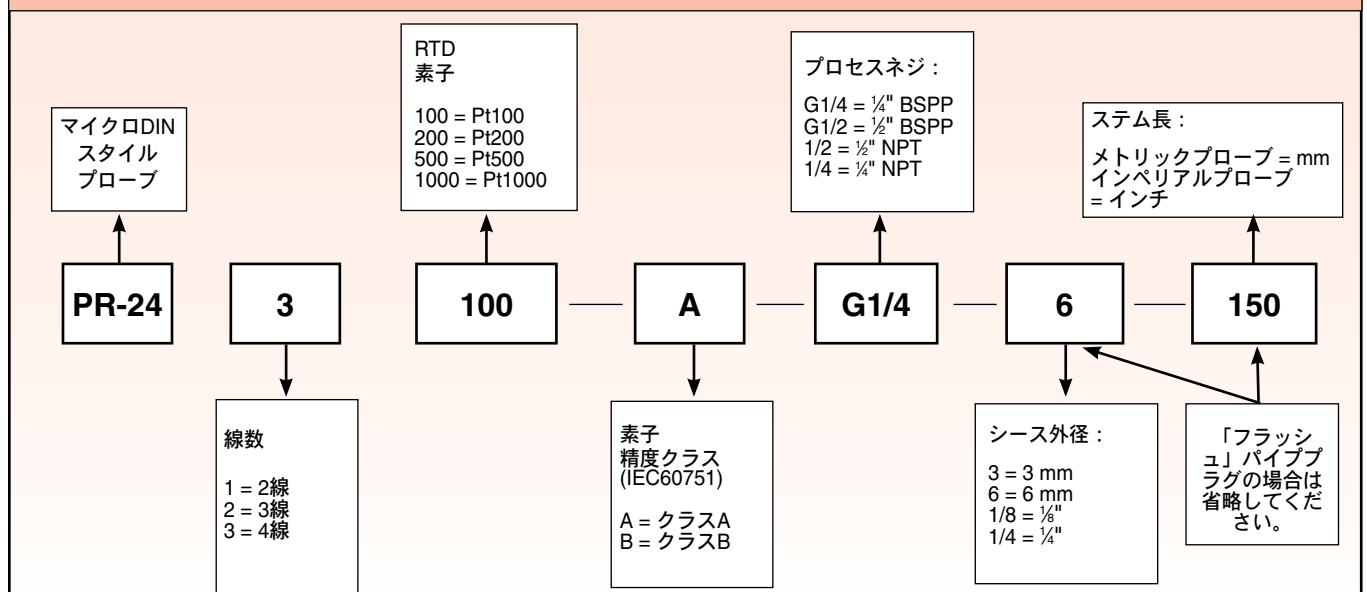 RTD
素子
100 = Pt100
200 = Pt200
500 = Pt500
1000 = Pt1000
プロセスネジ：
G1/4 = ¼" BSPP
G1/2 = ½" BSPP
1/2 = ½" NPT
1/4 = ¼" NPT
マイクロDIN
スタイル
プローブ
ステム長：
メトリックプローブ = mm
インペリアルプローブ
= インチ
PR-24
3
100
A
G1/4
6
150
線数
1 = 2線
2 = 3線
3 = 4線
素子
精度クラス
(IEC60751)
A = クラスA
B = クラスB
シース外径：
3 = 3 mm
6 = 6 mm
1/8 = ⅛"
1/4 = ¼"
「フラッシ
ュ」パイププ
ラグの場合は
省略してくだ
さい。